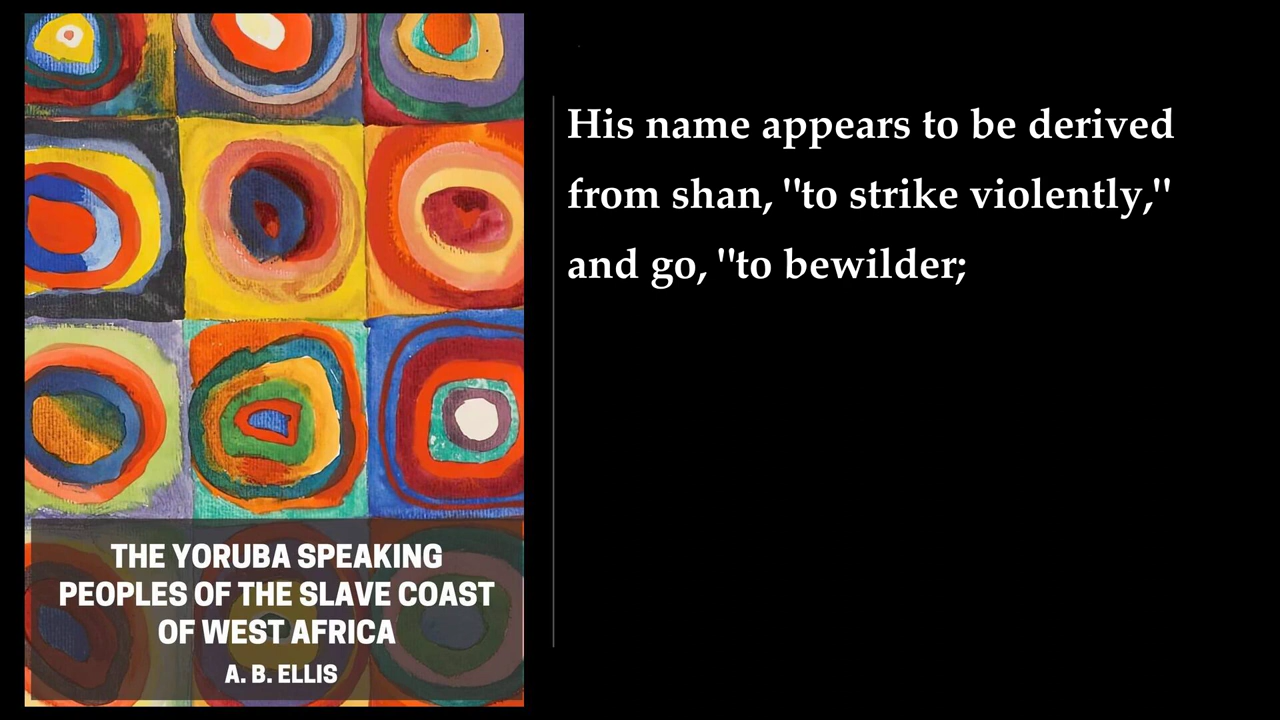 His name appears to be derived
from shan, "to strike violently,"
and go, "to bewilder;
THE YORUBA SPEAKING
PEOPLES OF THE SLAVE COAST
OF WEST AFRICA
A. B. ELLIS